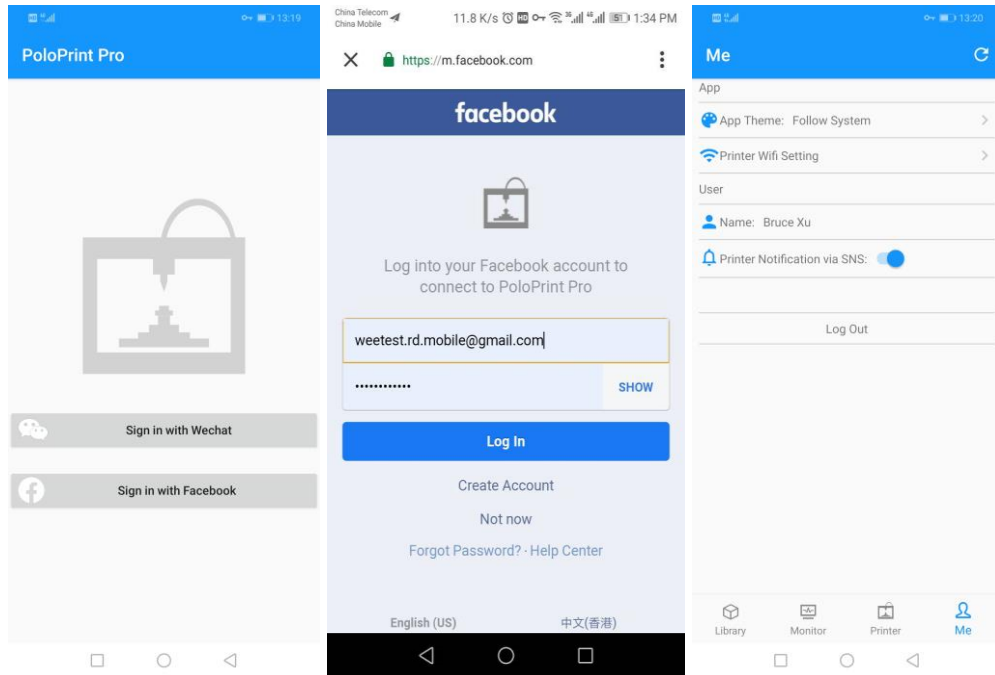 13:19
PoloPrint Pro
Sign in with Wechat
Sign in with Facebook
China Telecom
China Mobile
11.8 K/s HD 1:34 PM
https://m.facebook.com
facebook
Log into your Facebook account to
connect to PoloPrint Pro
weetest.rd.mobile@gmail.com
SHOW
Log In
Create Account
Not now
Forgot Password? · Help Center
English (US)
中文(香港)
13:20
Me
App
App Theme: Follow System
Printer Wifi Setting
User
Name: Bruce Xu
Printer Notification via SNS:
Log Out
Library
Monitor
Printer
Me